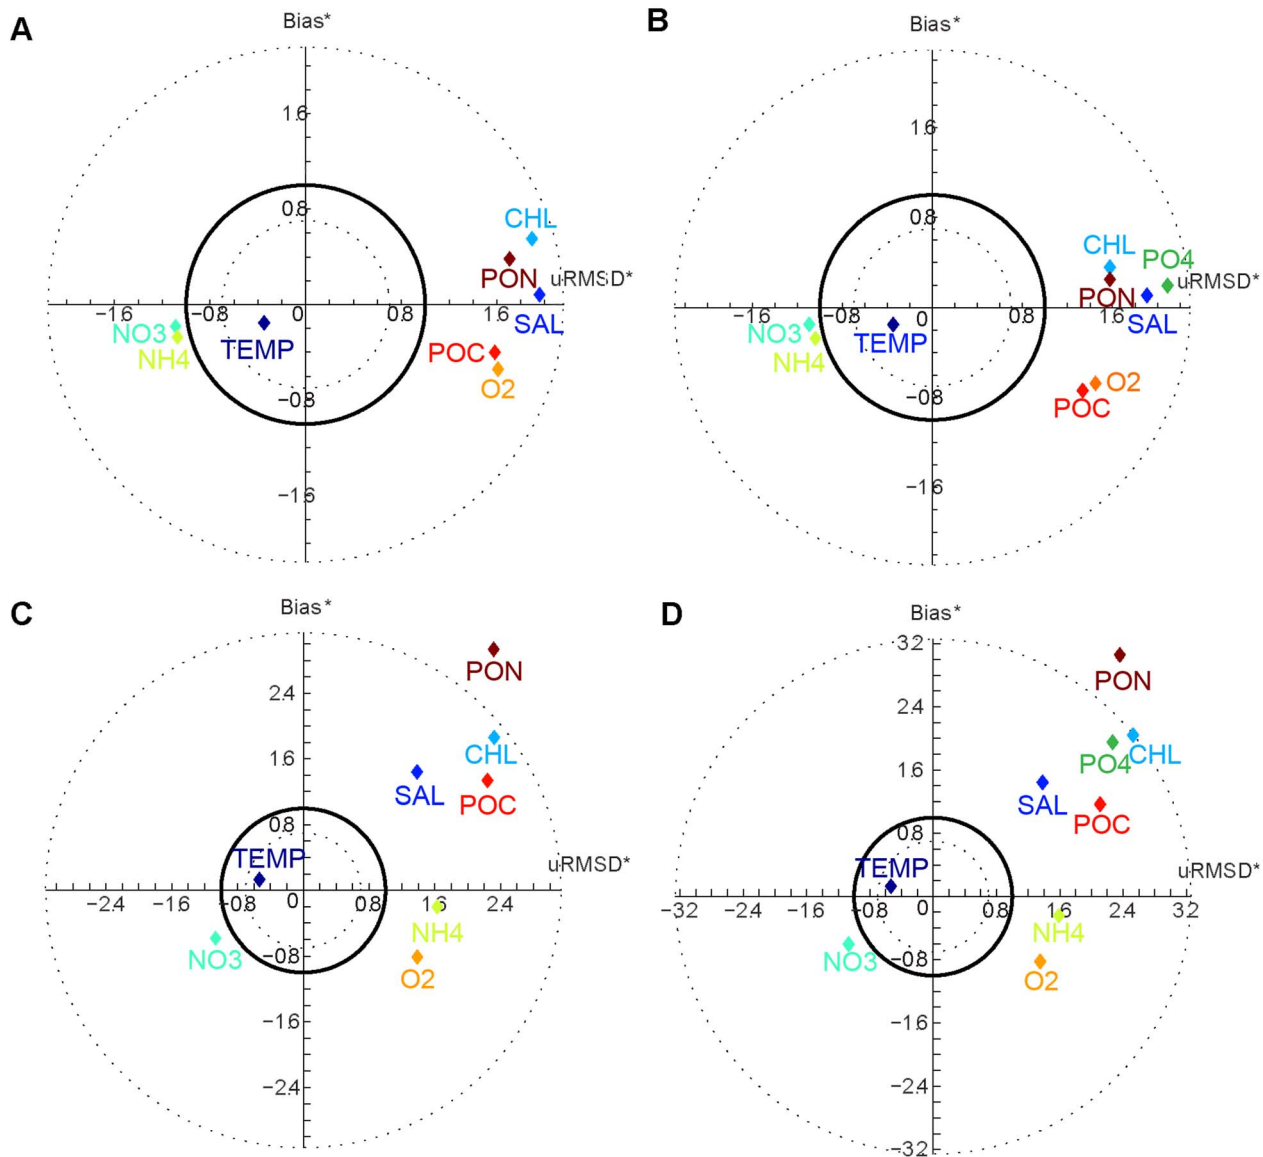 A
Bias*
1.6
0.8
CHL
PON
uRMSD*
−1.6
−0.8
0
0.8
1.6
NO3
NH4
TEMP
SAL
POC
O2
−0.8
−1.6
B
Bias*
1.6
0.8
CHL
PO4
uRMSD*
PON
−1.6
−0.8
0
0.8
1.6
NO3
NH4
TEMP
SAL
O2
POC
−0.8
−1.6
C
Bias*
PON
2.4
1.6
CHL
SAL
POC
0.8
TEMP
uRMSD*
−2.4
−1.6
−0.8
0
0.8
1.6
2.4
NH4
NO3
−0.8
O2
−1.6
−2.4
D
Bias*
3.2
PON
2.4
CHL
PO4
1.6
SAL
POC
0.8
TEMP
uRMSD*
−3.2
−2.4
−1.6
−0.8
0
0.8
1.6
2.4
3.2
NH4
NO3
−0.8
O2
−1.6
−2.4
−3.2